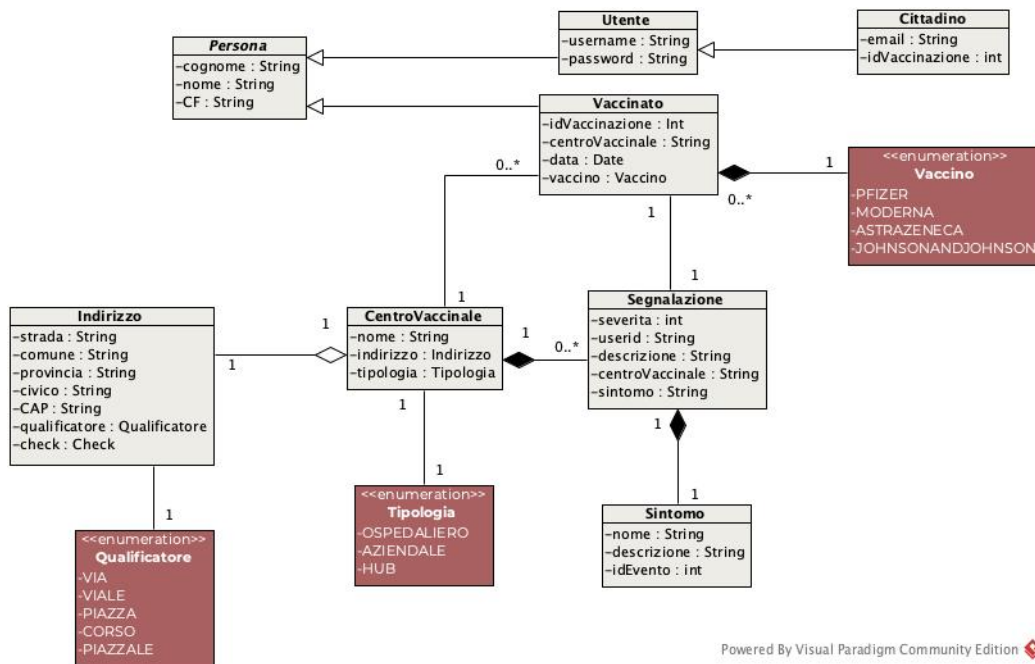 Persona
–cognome : String
–nome : String
–CF : String
Utente
–username : String
–password : String
Cittadino
–email : String
–idVaccinazione : int
Vaccinato
–idVaccinazione : Int
–centroVaccinale : String
–data : Date
–vaccino : Vaccino
0..*
1
0..*
<<enumeration>>
Vaccino
-PFIZER
-MODERNA
-ASTRAZENECA
-JOHNSONANDJOHNSON
1
1
1
Indirizzo
–strada : String
–comune : String
–provincia : String
–civico : String
–CAP : String
–qualificatore : Qualificatore
–check : Check
1
1
CentroVaccinale
–nome : String
–indirizzo : Indirizzo
–tipologia : Tipologia
1
0..*
Segnalazione
–severita : int
–userid : String
–descrizione : String
–centroVaccinale : String
–sintomo : String
1
1
1
1
1
<<enumeration>>
Qualificatore
-VIA
-VIALE
-PIAZZA
-CORSO
-PIAZZALE
<<enumeration>>
Tipologia
-OSPEDALIERO
-AZIENDALE
-HUB
Sintomo
–nome : String
–descrizione : String
–idEvento : int
Powered By Visual Paradigm Community Edition